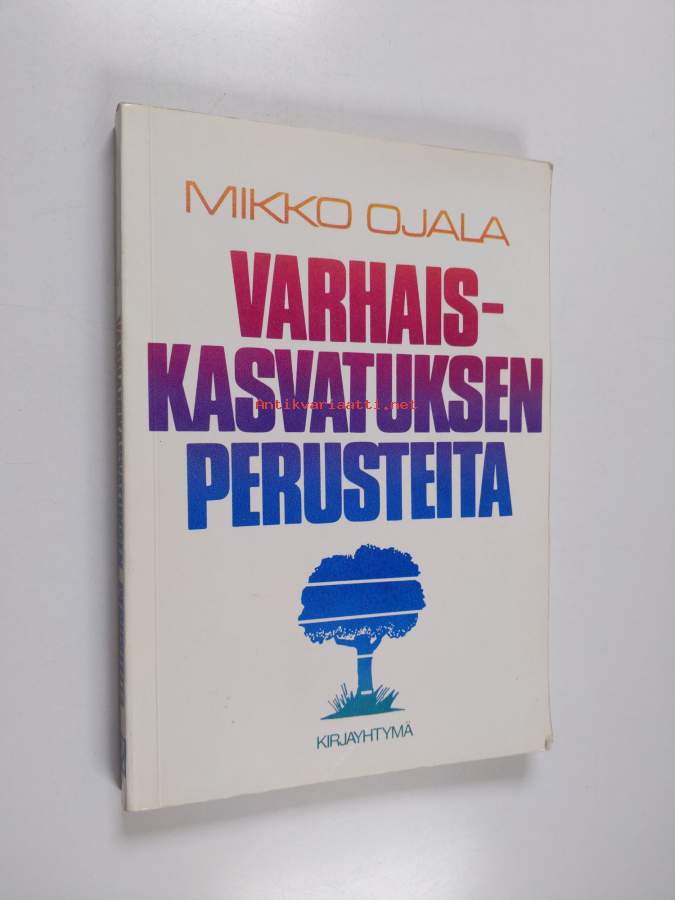 MIKKO OJALA
VARHAIS-
KASVATUKSEN
Antikvariaatti.net
PERUSTEITA
KIRJAYHTYMÄ